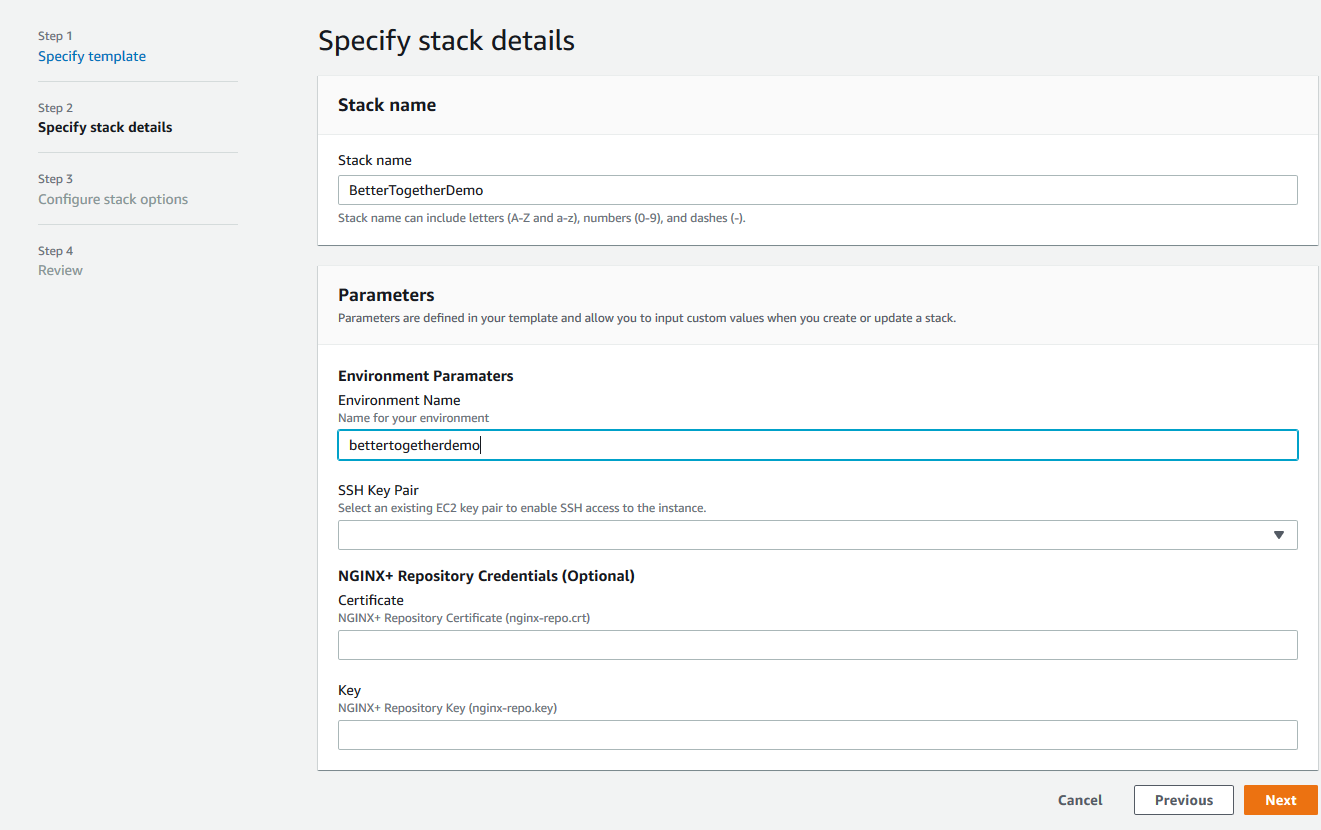 Step 1
Specify template
Step 2
Specify stack details
Step 3
Configure stack options
Step 4
Review
Specify stack details
Stack name
Stack name
BetterTogetherDemo
Stack name can include letters (A-Z and a-z), numbers (0-9), and dashes (-).
Parameters
Parameters are defined in your template and allow you to input custom values when you create or update a stack.
Environment Paramaters
Environment Name
Name for your environment
bettertogetherdemo
SSH Key Pair
Select an existing EC2 key pair to enable SSH access to the instance.
NGINX+ Repository Credentials (Optional)
Certificate
NGINX+ Repository Certificate (nginx-repo.crt)
Key
NGINX+ Repository Key (nginx-repo.key)
Cancel Previous Next